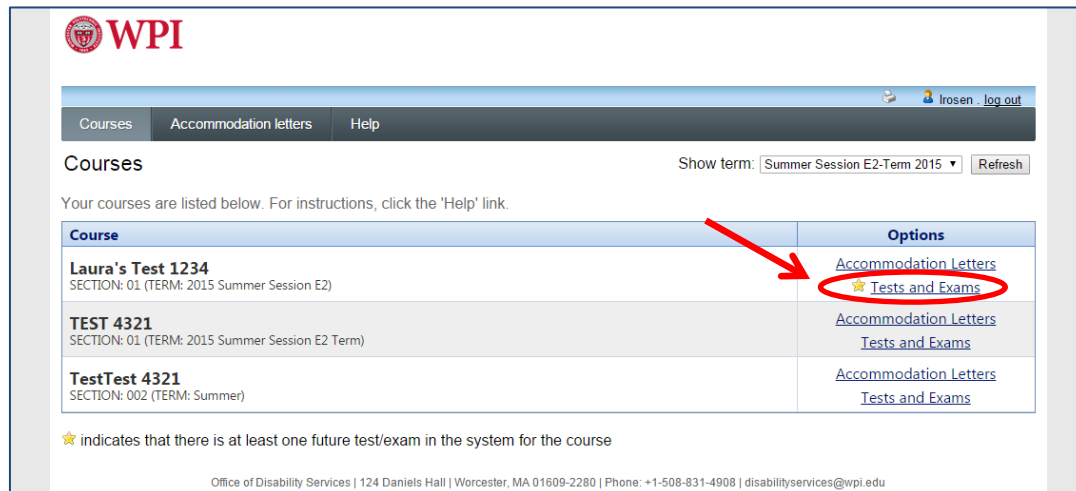 WPI
lrosen . log out
Courses Accommodation letters Help
Courses Show term: Summer Session E2-Term 2015 Refresh
Your courses are listed below. For instructions, click the 'Help' link.
Course Options
Laura's Test 1234
SECTION: 01 (TERM: 2015 Summer Session E2)
Accommodation Letters
Tests and Exams
TEST 4321
SECTION: 01 (TERM: 2015 Summer Session E2 Term)
Accommodation Letters
Tests and Exams
TestTest 4321
SECTION: 002 (TERM: Summer)
Accommodation Letters
Tests and Exams
indicates that there is at least one future test/exam in the system for the course
Office of Disability Services | 124 Daniels Hall | Worcester, MA 01609-2280 | Phone: +1-508-831-4908 | disabilityservices@wpi.edu